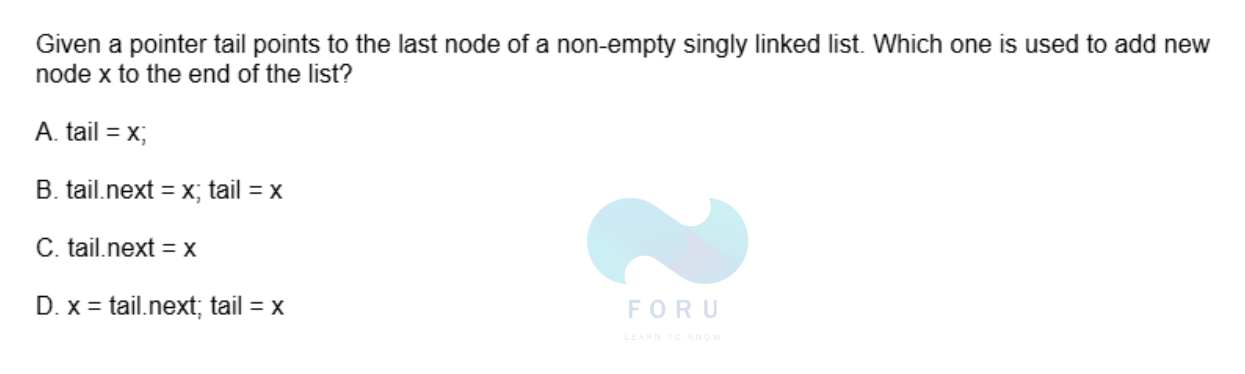 Given a pointer tail points to the last node of a non-empty singly linked list. Which one is used to add new
node x to the end of the list?
A. tail = x;
B. tail.next = x; tail = x
C. tail.next = x
D. x = tail.next; tail = x
FORU
LEARN TO KNOW